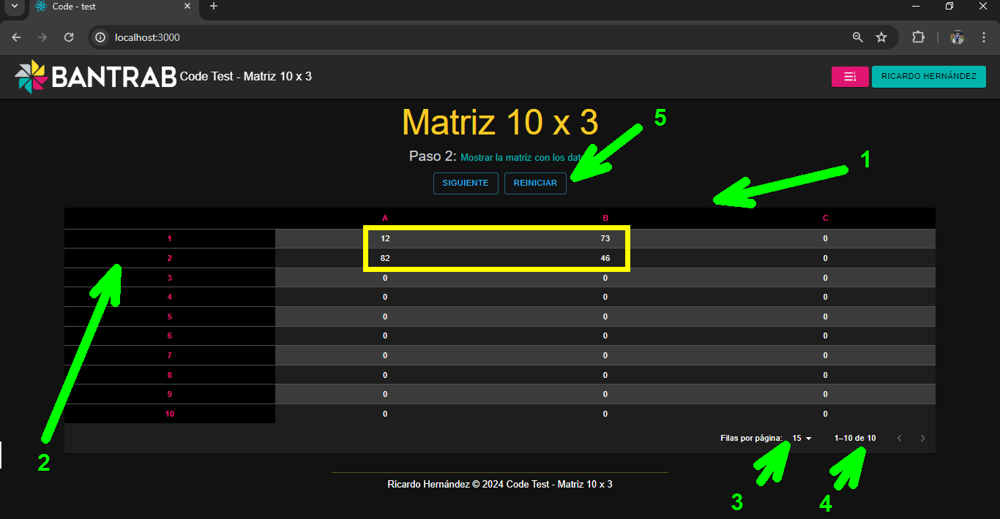 Code - test
localhost:3000
BANTRAB Code Test - Matriz 10 x 3
RICARDO HERNÁNDEZ
Matriz 10 x 3
5
Paso 2: Mostrar la matriz con los dat
1
SIGUIENTE REINICIAR
A B C
1 12 73 0
2 82 46 0
3 0 0 0
4 0 0 0
5 0 0 0
6 0 0 0
7 0 0 0
8 0 0 0
9 0 0 0
10 0 0 0
Filas por página: 15 1–10 de 10
2
Ricardo Hernández © 2024 Code Test - Matriz 10 x 3
3
4